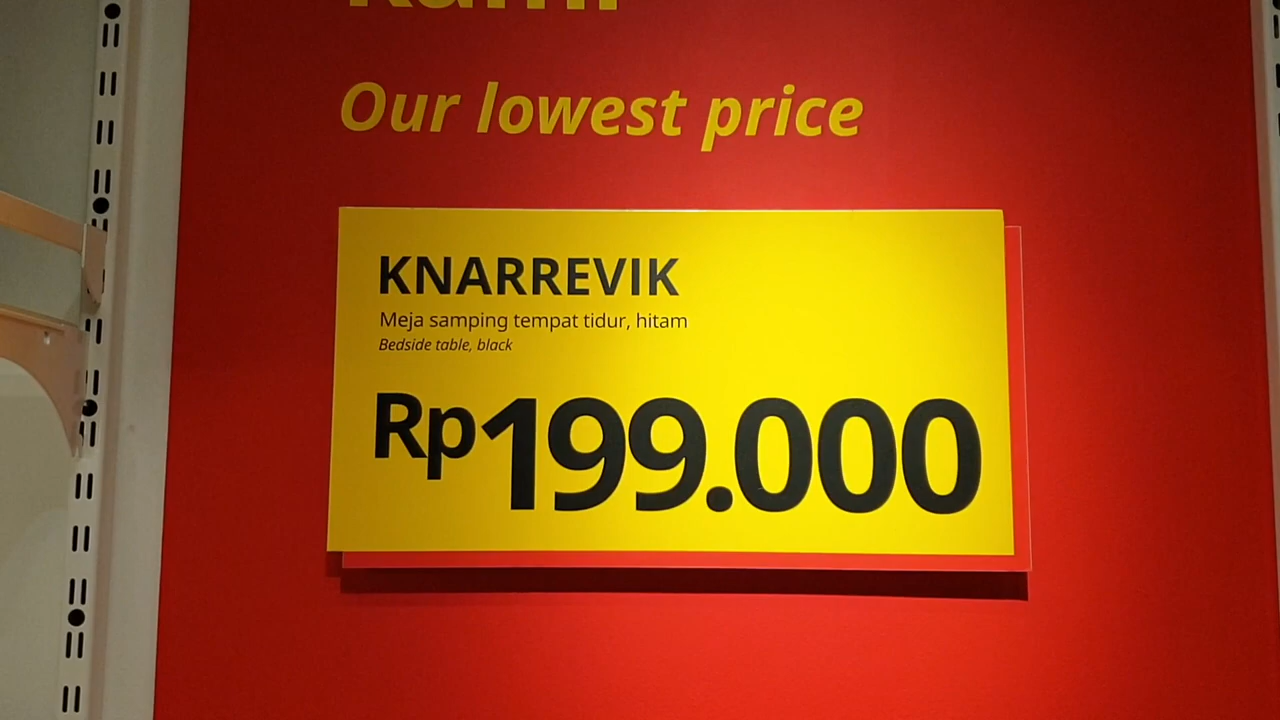 Our lowest price
KNARREVIK
Meja samping tempat tidur, hitam
Bedside table, black
Rp199.000